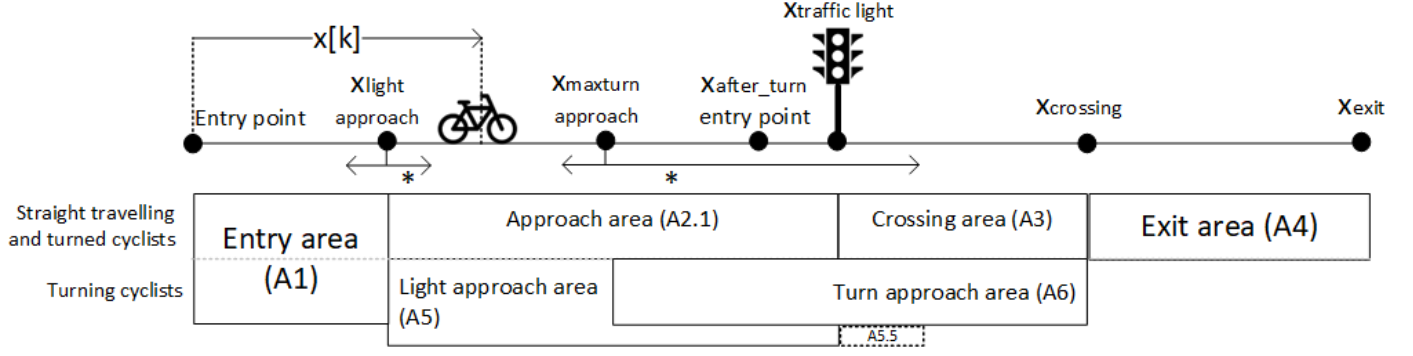 Xtraffic light
x[k]
Xlight
approach
Xmaxturn
approach
Xafter_turn
entry point
Entry point
Xcrossing
Xexit
*
*
Straight travelling
and turned cyclists
Entry area
(A1)
Approach area (A2.1)
Crossing area (A3)
Exit area (A4)
Turning cyclists
Light approach area
(A5)
Turn approach area (A6)
A5.5